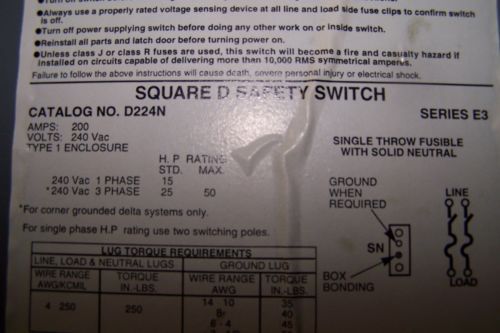 ●Always use a properly rated voltage sensing device at all line and load side fuse clips to confirm switch
is off.
●Turn off power supplying switch before doing any other work on or inside switch.
●Reinstall all parts and latch door before turning power on.
●Unless class J or class R fuses are used, this switch will become a fire and casualty hazard if
installed on circuits capable of delivering more than 10,000 RMS symmetrical amperes.
Failure to follow the above instructions will cause death, severe personal injury or electrical shock.
SQUARE D SAFETY SWITCH
CATALOG NO. D224N
SERIES E3
AMPS: 200
VOLTS: 240 Vac
TYPE 1 ENCLOSURE
SINGLE THROW FUSIBLE
WITH SOLID NEUTRAL
H. P RATING
STD. MAX.
240 Vac 1 PHASE 15
*240 Vac 3 PHASE 25 50
*For corner grounded delta systems only.
For single phase H.P rating use two switching poles.
GROUND
WHEN
REQUIRED
LINE
SN
BOX
BONDING
LOAD
LUG TORQUE REQUIREMENTS
LINE, LOAD & NEUTRAL LUGS GROUND LUG
WIRE RANGE AWG/KCMIL TORQUE IN.-LBS. WIRE RANGE AWG TORQUE IN.-LBS.
4 - 250 250 14 - 10 35
8r 40
6 - 4 45